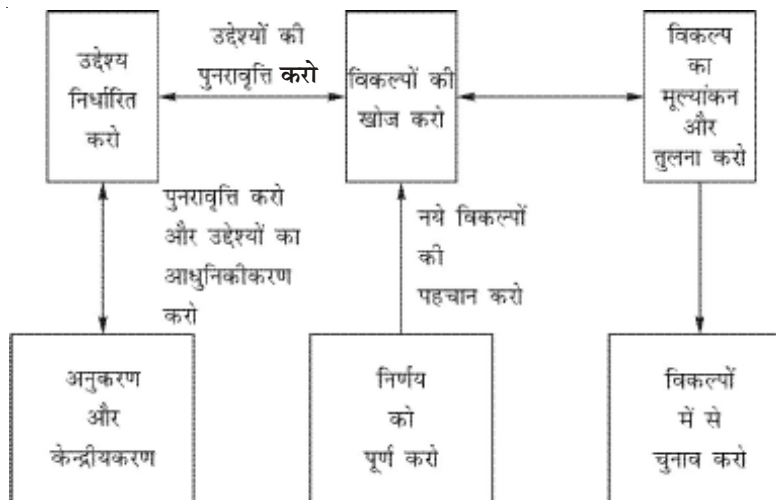 उद्देश्य
निर्धारित
करो
उद्देश्यों की
पुनरावृत्ति करो
विकल्पों की
खोज करो
विकल्प
का
मूल्यांकन
और
तुलना करो
पुनरावृत्ति करो
और उद्देश्यों का
आधुनिकीकरण
करो
नये विकल्पों
की
पहचान करो
अनुकरण
और
केन्द्रीयकरण
निर्णय
को
पूर्ण करो
विकल्पों
में से
चुनाव करो